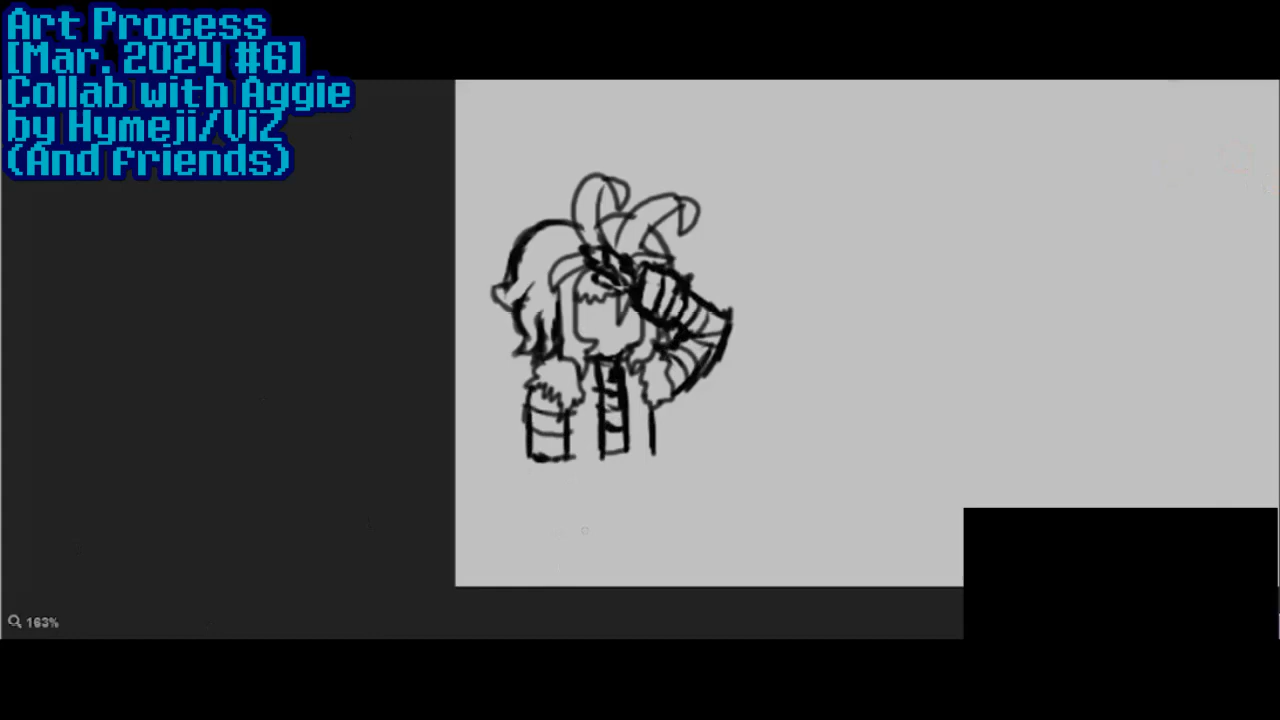 Art Process
[Mar. 2024 #6]
Collab with Aggie
by Hymeji/ViZ
(And friends)
163%